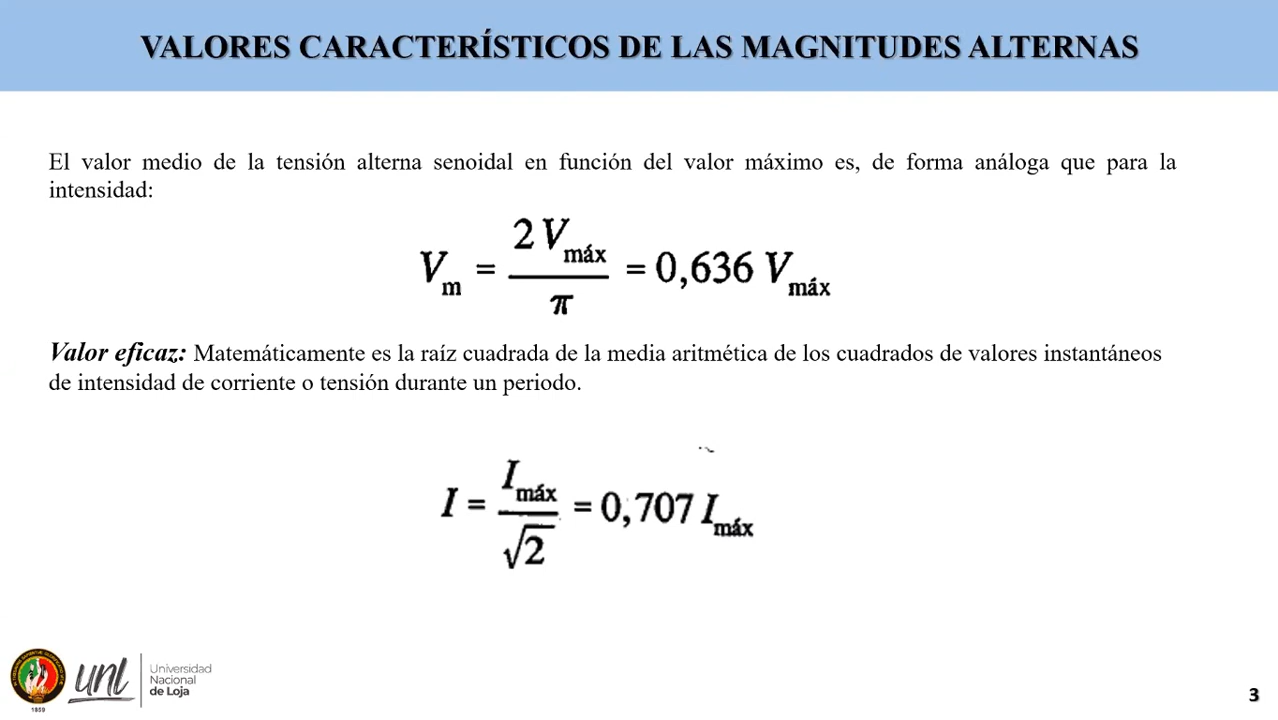 VALORES CARACTERÍSTICOS DE LAS MAGNITUDES ALTERNAS
El valor medio de la tensión alterna senoidal en función del valor máximo es, de forma análoga que para la
intensidad:
V_m = 2 V_máx / π = 0,636 V_máx
Valor eficaz: Matemáticamente es la raíz cuadrada de la media aritmética de los cuadrados de valores instantáneos
de intensidad de corriente o tensión durante un periodo.
I = I_máx / √2 = 0,707 I_máx
unl
Universidad
Nacional
de Loja
1859
3